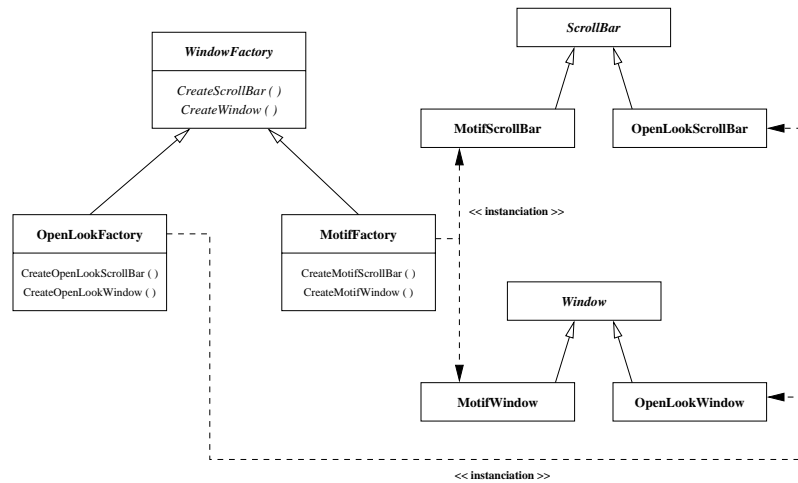 ScrollBar
WindowFactory
CreateScrollBar ( )
CreateWindow ( )
MotifScrollBar
OpenLookScrollBar
<< instanciation >>
OpenLookFactory
CreateOpenLookScrollBar ( )
CreateOpenLookWindow ( )
MotifFactory
CreateMotifScrollBar ( )
CreateMotifWindow ( )
Window
MotifWindow
OpenLookWindow
<< instanciation >>